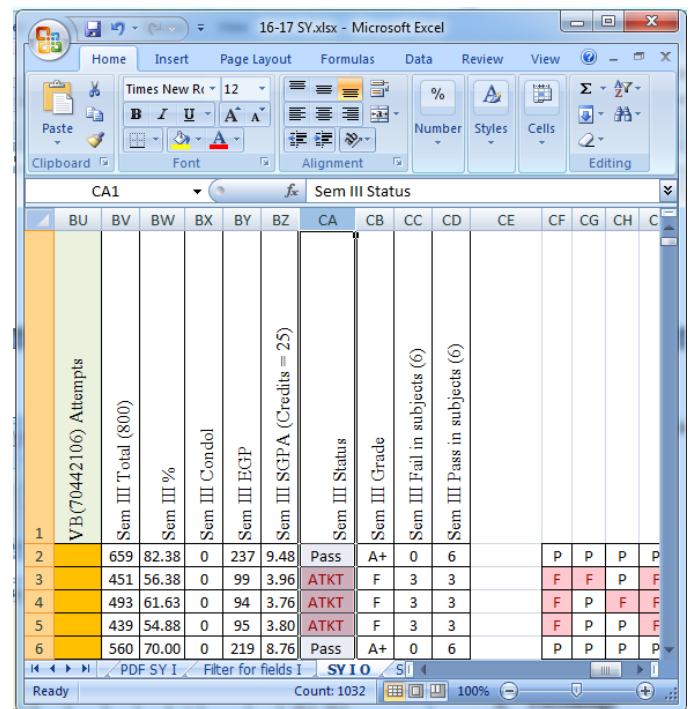 16-17 SY.xlsx - Microsoft Excel
Home Insert Page Layout Formulas Data Review View
Paste
Times New R 12
B I U A A
A
%
Number
A
Styles
Cells
Σ
Clipboard Font Alignment Editing
CA1 fx Sem III Status
BU BV BW BX BY BZ CA CB CC CD CE CF CG CH C
1 VB(70442106) Attempts
Sem III Total (800)
Sem III %
Sem III Condol
Sem III EGP
Sem III SGPA (Credits = 25)
Sem III Status
Sem III Grade
Sem III Fail in subjects (6)
Sem III Pass in subjects (6)
2 659 82.38 0 237 9.48 Pass A+ 0 6 P P P P
3 451 56.38 0 99 3.96 ATKT F 3 3 F F P F
4 493 61.63 0 94 3.76 ATKT F 3 3 F P F F
5 439 54.88 0 95 3.80 ATKT F 3 3 F P P F
6 560 70.00 0 219 8.76 Pass A+ 0 6 P P P P
PDF SY I Filter for fields I SY I O S
Ready Count: 1032 100%